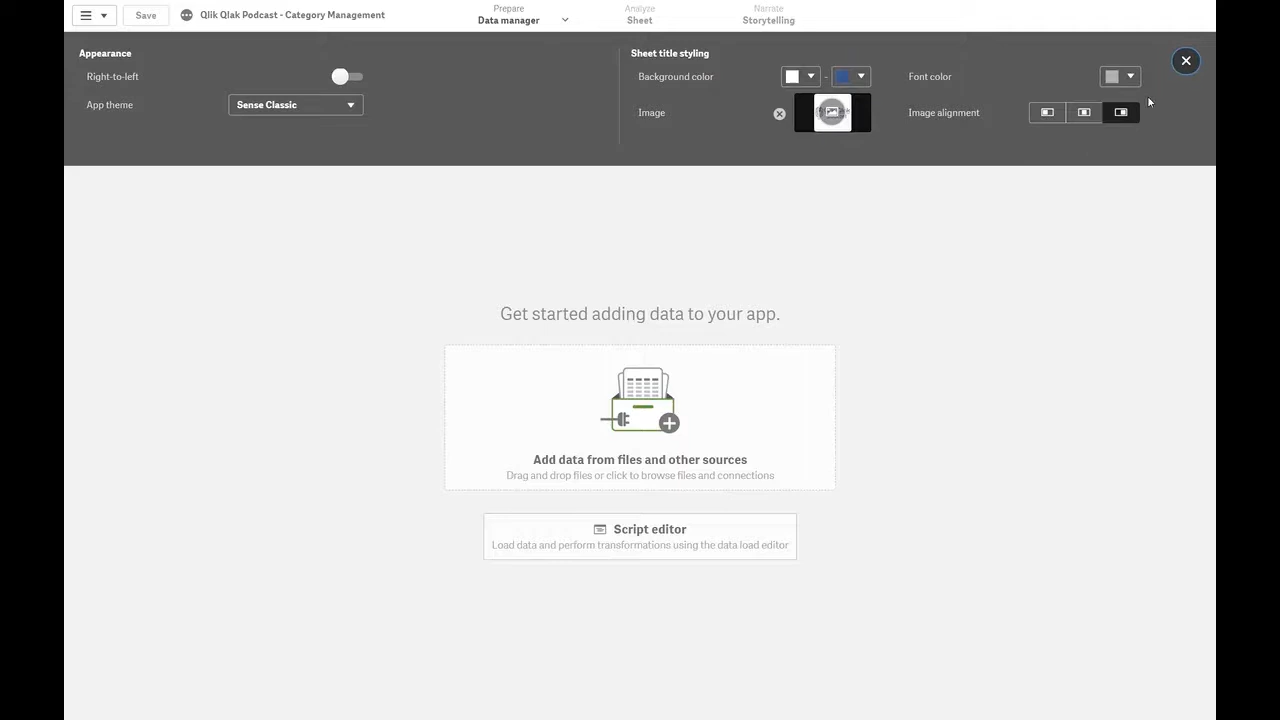 Save
Qlik Qlak Podcast - Category Management
Prepare
Data manager
Analyze
Sheet
Narrate
Storytelling
Appearance
Right-to-left
App theme
Sense Classic
Sheet title styling
Background color
-
Font color
Image
Image alignment
Get started adding data to your app.
Add data from files and other sources
Drag and drop files or click to browse files and connections
Script editor
Load data and perform transformations using the data load editor